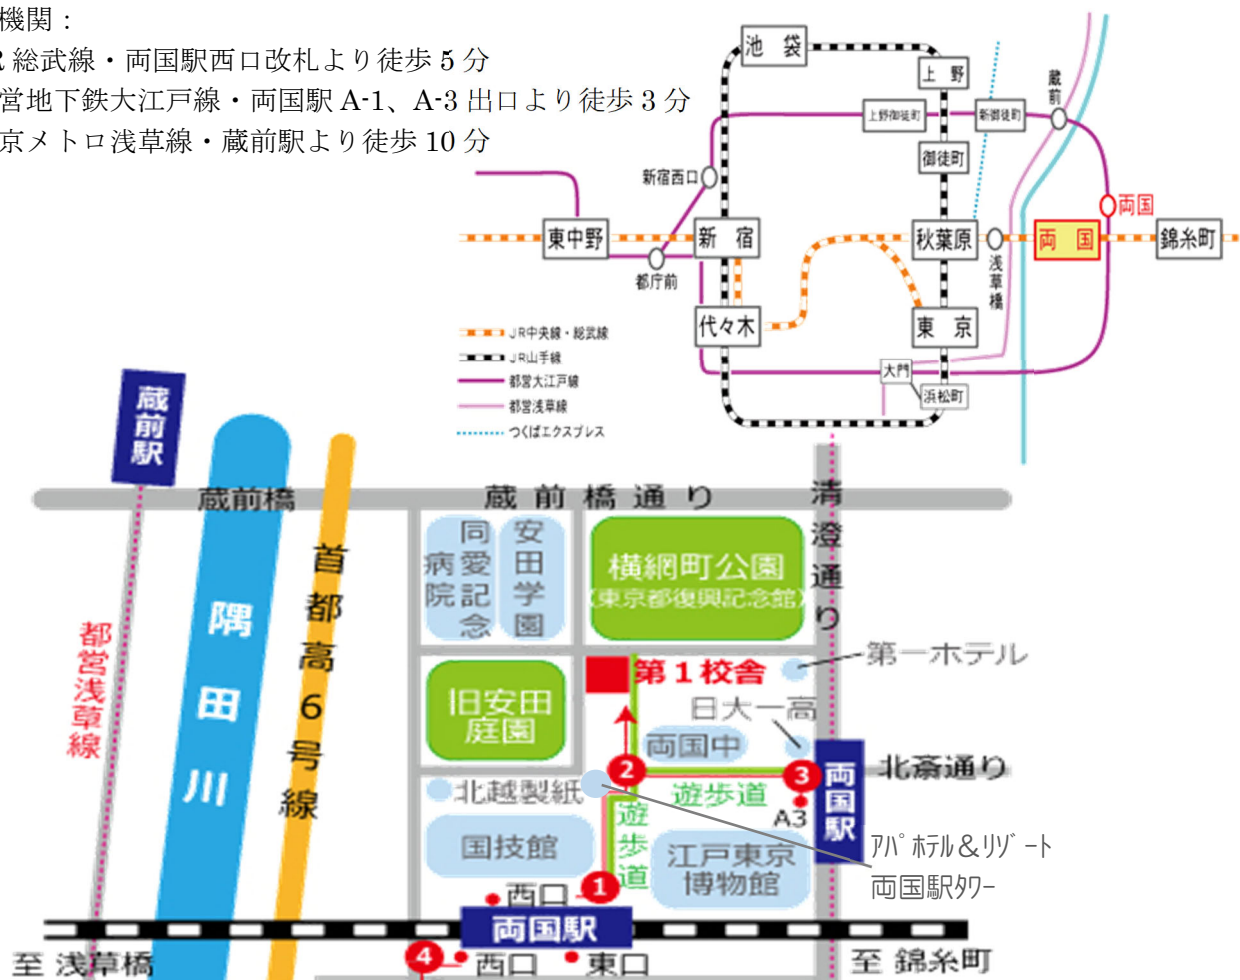 機関：
総武線・両国駅西口改札より徒歩 5 分
営地下鉄大江戸線・両国駅 A-1、A-3 出口より徒歩 3 分
京メトロ浅草線・蔵前駅より徒歩 10 分
池袋
上野
蔵前
上野御徒町
新御徒町
御徒町
新宿西口
両国
東中野
新宿
秋葉原
両国
錦糸町
浅草橋
都庁前
代々木
東京
大門
浜松町
JR中央線・総武線
JR山手線
都営大江戸線
都営浅草線
つくばエクスプレス
蔵前駅
蔵前橋
蔵前橋通り
清澄通り
首都高6号線
隅田川
都営浅草線
同愛記念病院
安田学園
横網町公園
(東京都復興記念館)
第一ホテル
第1校舎
旧安田庭園
日大一高
両国中
2
3
両国駅
北斎通り
北越製紙
遊歩道
A3
遊歩道
国技館
江戸東京博物館
ｱﾊﾟﾎﾃﾙ＆ﾘｿﾞｰﾄ
両国駅ﾀﾜｰ
西口
1
両国駅
至 浅草橋
4
西口
東口
至 錦糸町